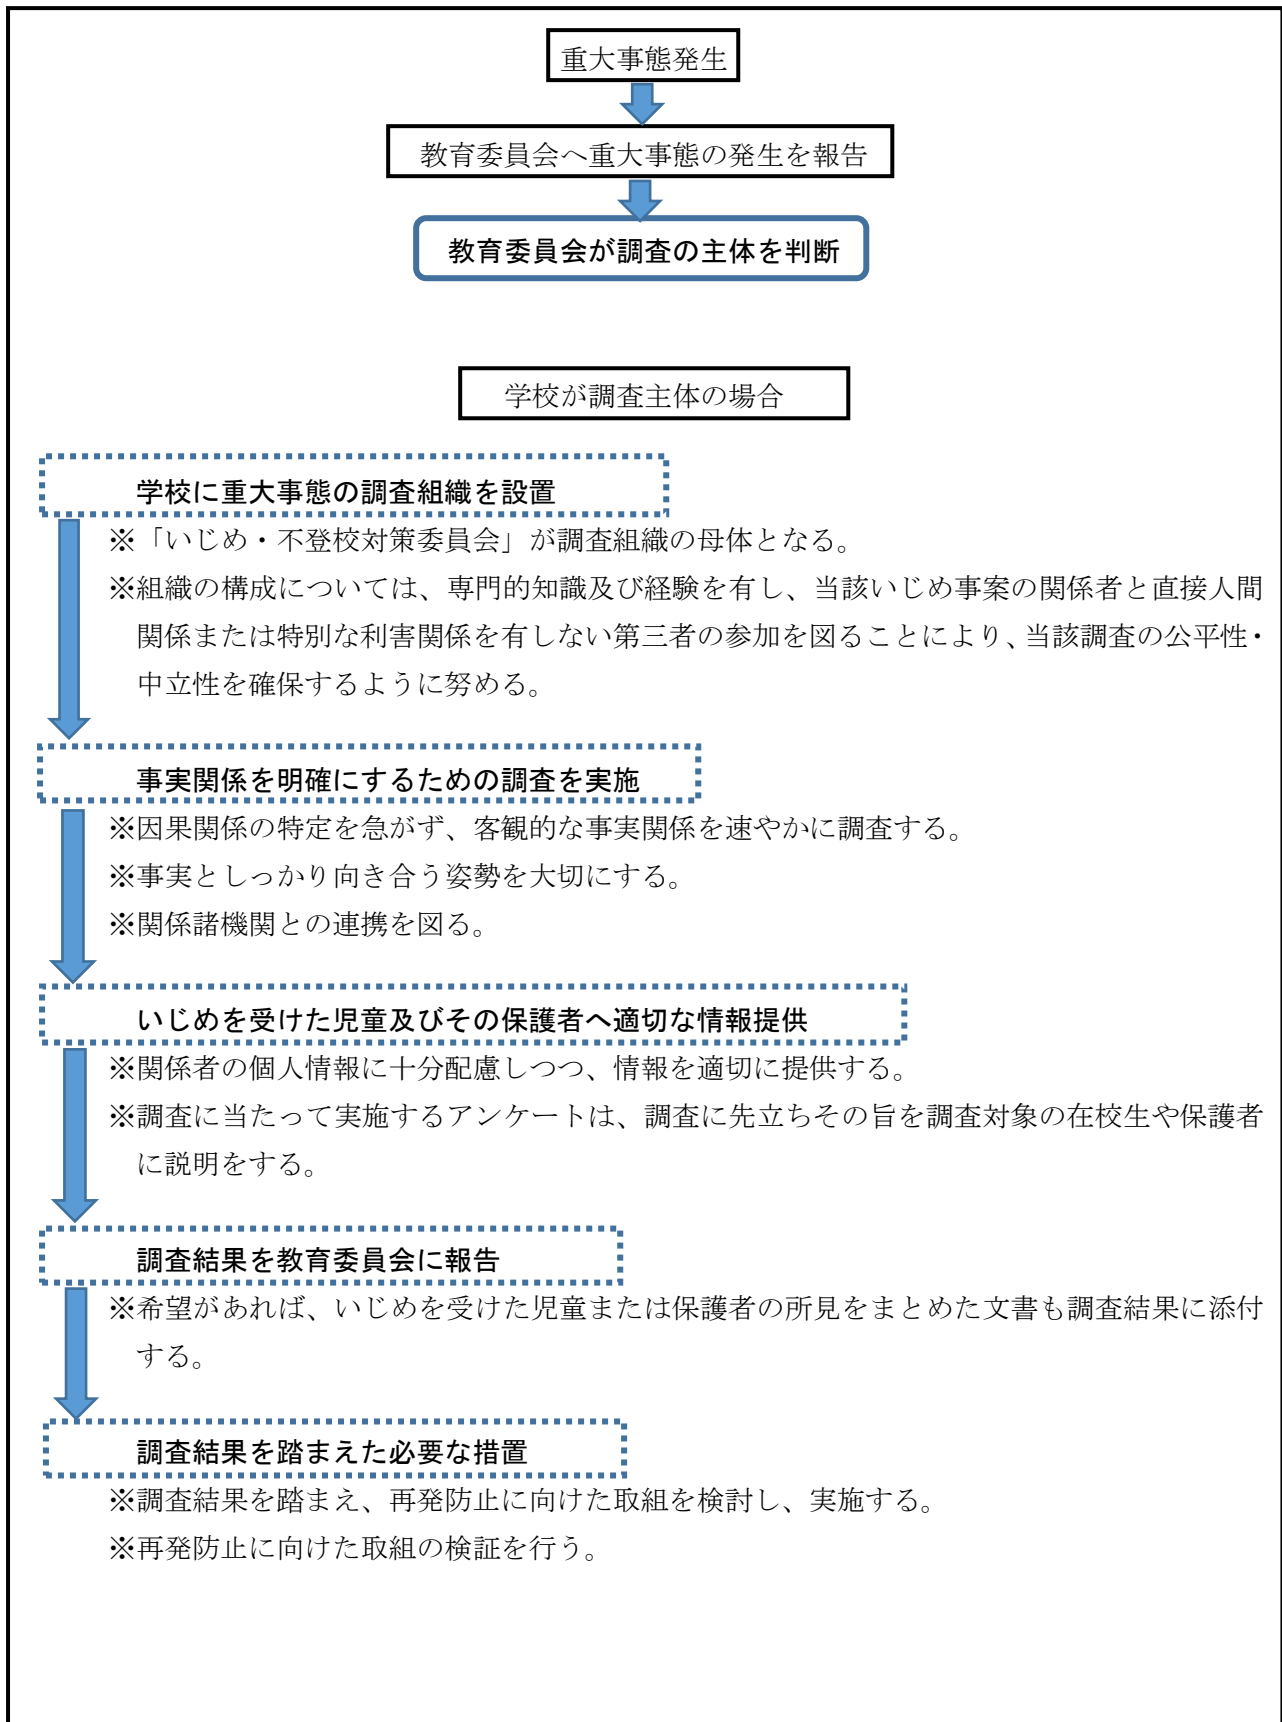 重大事態発生
教育委員会へ重大事態の発生を報告
教育委員会が調査の主体を判断
学校が調査主体の場合
学校に重大事態の調査組織を設置
※「いじめ・不登校対策委員会」が調査組織の母体となる。
※組織の構成については、専門的知識及び経験を有し、当該いじめ事案の関係者と直接人間
関係または特別な利害関係を有しない第三者の参加を図ることにより、当該調査の公平性・
中立性を確保するように努める。
事実関係を明確にするための調査を実施
※因果関係の特定を急がず、客観的な事実関係を速やかに調査する。
※事実としっかり向き合う姿勢を大切にする。
※関係諸機関との連携を図る。
いじめを受けた児童及びその保護者へ適切な情報提供
※関係者の個人情報に十分配慮しつつ、情報を適切に提供する。
※調査に当たって実施するアンケートは、調査に先立ちその旨を調査対象の在校生や保護者
に説明をする。
調査結果を教育委員会に報告
※希望があれば、いじめを受けた児童または保護者の所見をまとめた文書も調査結果に添付
する。
調査結果を踏まえた必要な措置
※調査結果を踏まえ、再発防止に向けた取組を検討し、実施する。
※再発防止に向けた取組の検証を行う。